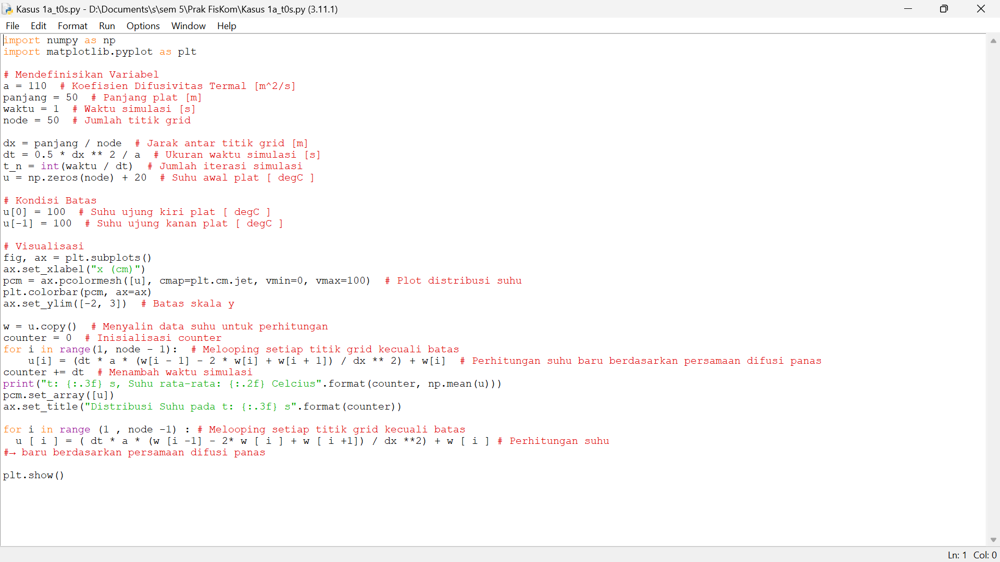 Kasus 1a_t0s.py - D:\Documents\s\sem 5\Prak FisKom\Kasus 1a_t0s.py (3.11.1)
File Edit Format Run Options Window Help
import numpy as np
import matplotlib.pyplot as plt

# Mendefinisikan Variabel
a = 110  # Koefisien Difusivitas Termal [m^2/s]
panjang = 50  # Panjang plat [m]
waktu = 1  # Waktu simulasi [s]
node = 50  # Jumlah titik grid

dx = panjang / node  # Jarak antar titik grid [m]
dt = 0.5 * dx ** 2 / a  # Ukuran waktu simulasi [s]
t_n = int(waktu / dt)  # Jumlah iterasi simulasi
u = np.zeros(node) + 20  # Suhu awal plat [ degC ]

# Kondisi Batas
u[0] = 100  # Suhu ujung kiri plat [ degC ]
u[-1] = 100  # Suhu ujung kanan plat [ degC ]

# Visualisasi
fig, ax = plt.subplots()
ax.set_xlabel("x (cm)")
pcm = ax.pcolormesh([u], cmap=plt.cm.jet, vmin=0, vmax=100)  # Plot distribusi suhu
plt.colorbar(pcm, ax=ax)
ax.set_ylim([-2, 3])  # Batas skala y

w = u.copy()  # Menyalin data suhu untuk perhitungan
counter = 0  # Inisialisasi counter
for i in range(1, node - 1):  # Melooping setiap titik grid kecuali batas
    u[i] = (dt * a * (w[i - 1] - 2 * w[i] + w[i + 1]) / dx ** 2) + w[i]  # Perhitungan suhu baru berdasarkan persamaan difusi panas
counter += dt  # Menambah waktu simulasi
print("t: {:.3f} s, Suhu rata-rata: {:.2f} Celcius".format(counter, np.mean(u)))
pcm.set_array([u])
ax.set_title("Distribusi Suhu pada t: {:.3f} s".format(counter))

for i in range (1 , node -1) : # Melooping setiap titik grid kecuali batas
  u [ i ] = ( dt * a * (w [i -1] - 2* w [ i ] + w [ i +1]) / dx **2) + w [ i ] # Perhitungan suhu
#→ baru berdasarkan persamaan difusi panas

plt.show()
Ln: 1 Col: 0